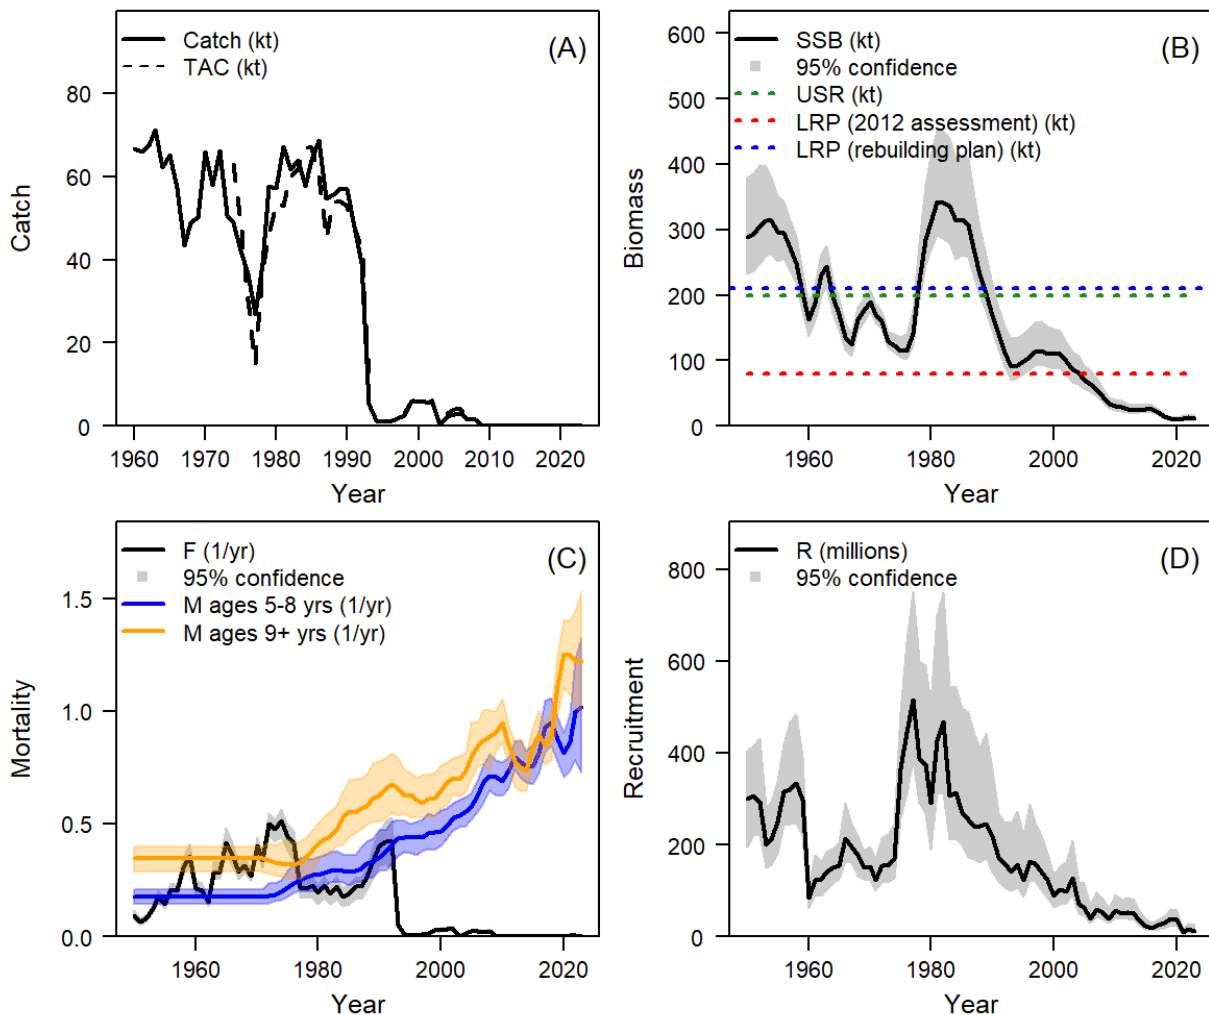 (A)
Catch (kt)
TAC (kt)
Catch
80
60
40
20
0
1960 1970 1980 1990 2000 2010 2020
Year
(B)
SSB (kt)
95% confidence
USR (kt)
LRP (2012 assessment) (kt)
LRP (rebuilding plan) (kt)
Biomass
600
500
400
300
200
100
0
1960 1980 2000 2020
Year
(C)
F (1/yr)
95% confidence
M ages 5-8 yrs (1/yr)
M ages 9+ yrs (1/yr)
Mortality
1.5
1.0
0.5
0.0
1960 1980 2000 2020
Year
(D)
R (millions)
95% confidence
Recruitment
800
600
400
200
0
1960 1980 2000 2020
Year